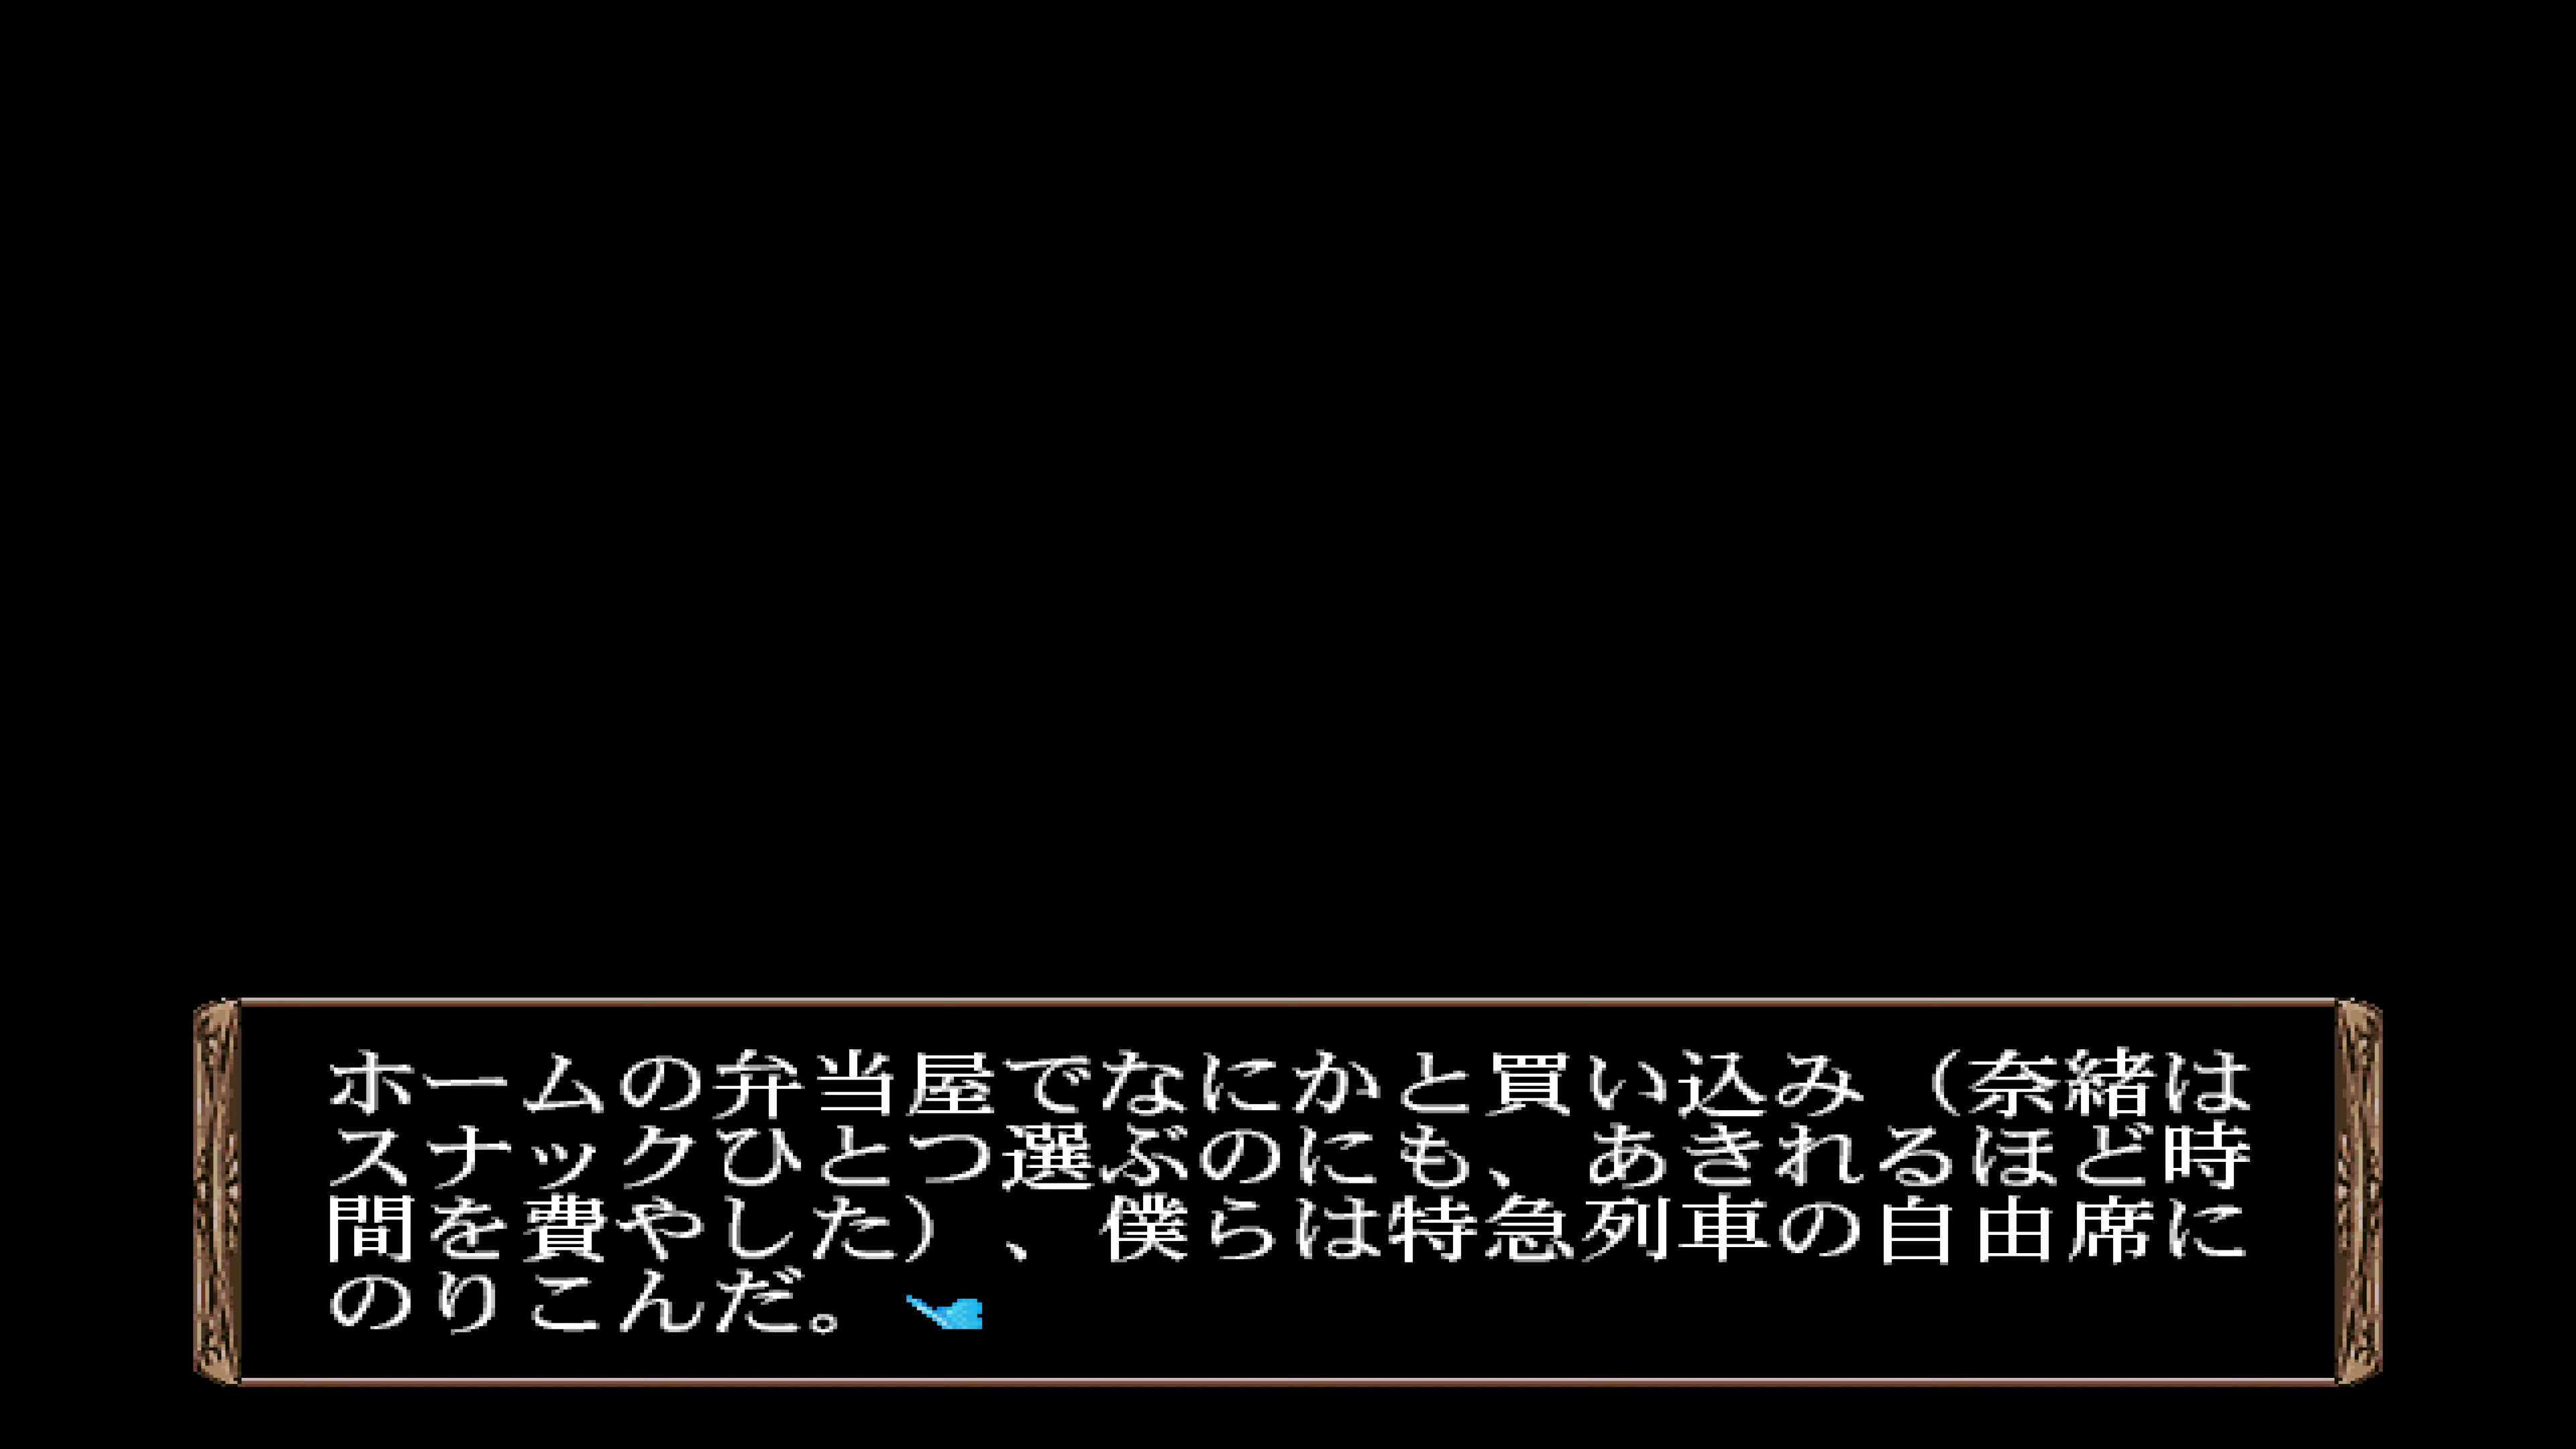 ホームの弁当屋でなにかと買い込み（奈緒は
スナックひとつ選ぶのにも、あきれるほど時
間を費やした）、僕らは特急列車の自由席に
のりこんだ。